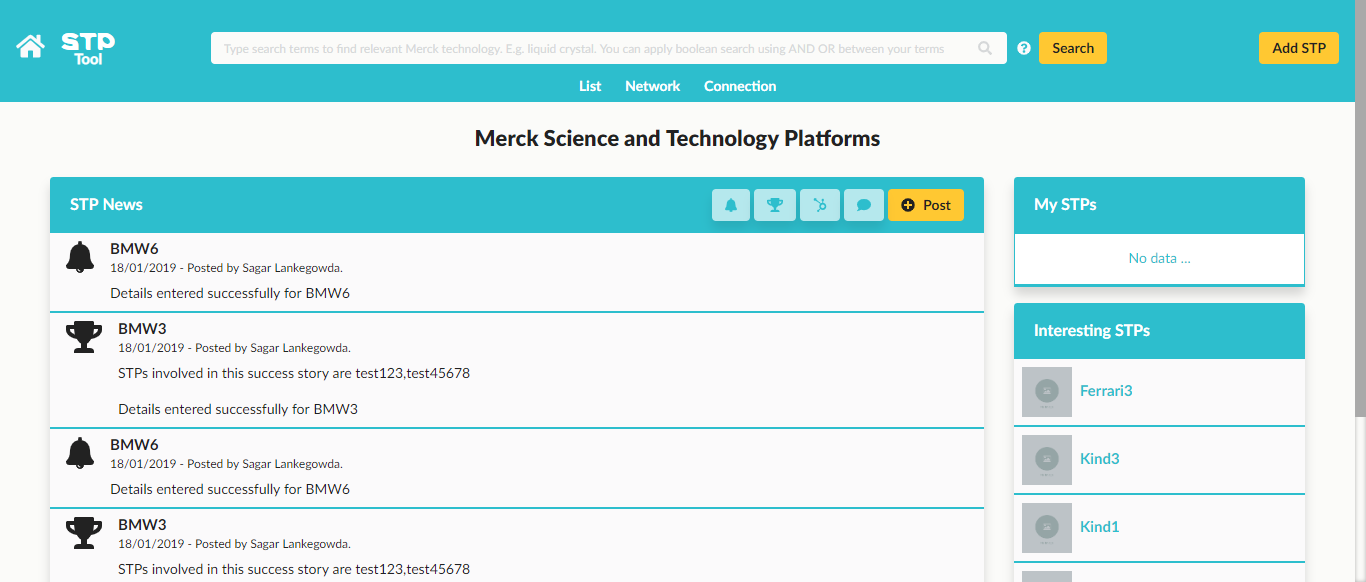 STP
Tool
Type search terms to find relevant Merck technology. E.g. liquid crystal. You can apply boolean search using AND OR between your terms
?
Search
Add STP
List Network Connection
Merck Science and Technology Platforms
STP News
Post
BMW6
18/01/2019 - Posted by Sagar Lankegowda.
Details entered successfully for BMW6
BMW3
18/01/2019 - Posted by Sagar Lankegowda.
STPs involved in this success story are test123,test45678
Details entered successfully for BMW3
BMW6
18/01/2019 - Posted by Sagar Lankegowda.
Details entered successfully for BMW6
BMW3
18/01/2019 - Posted by Sagar Lankegowda.
STPs involved in this success story are test123,test45678
My STPs
No data ...
Interesting STPs
Ferrari3
Kind3
Kind1